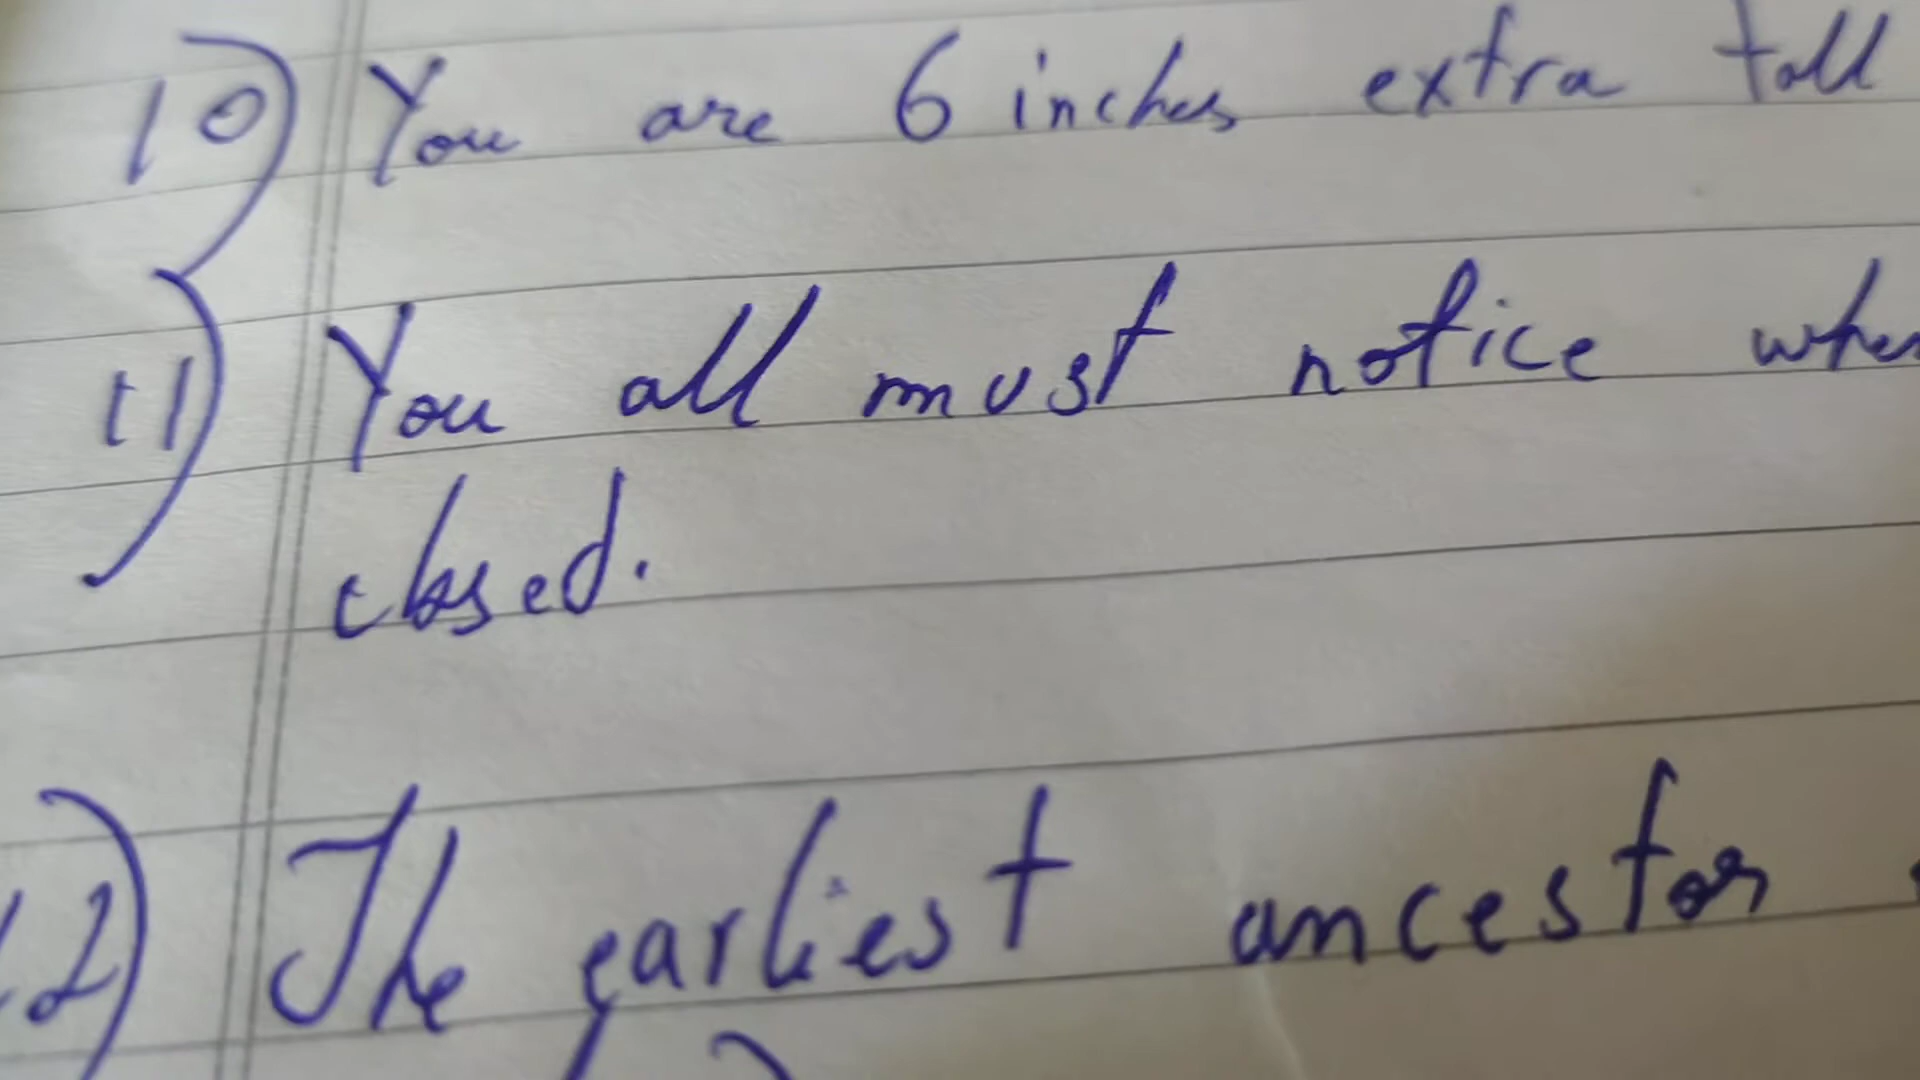 10) You are 6 inches extra tall
11) You all must notice
closed.
12) The earliest ancestor